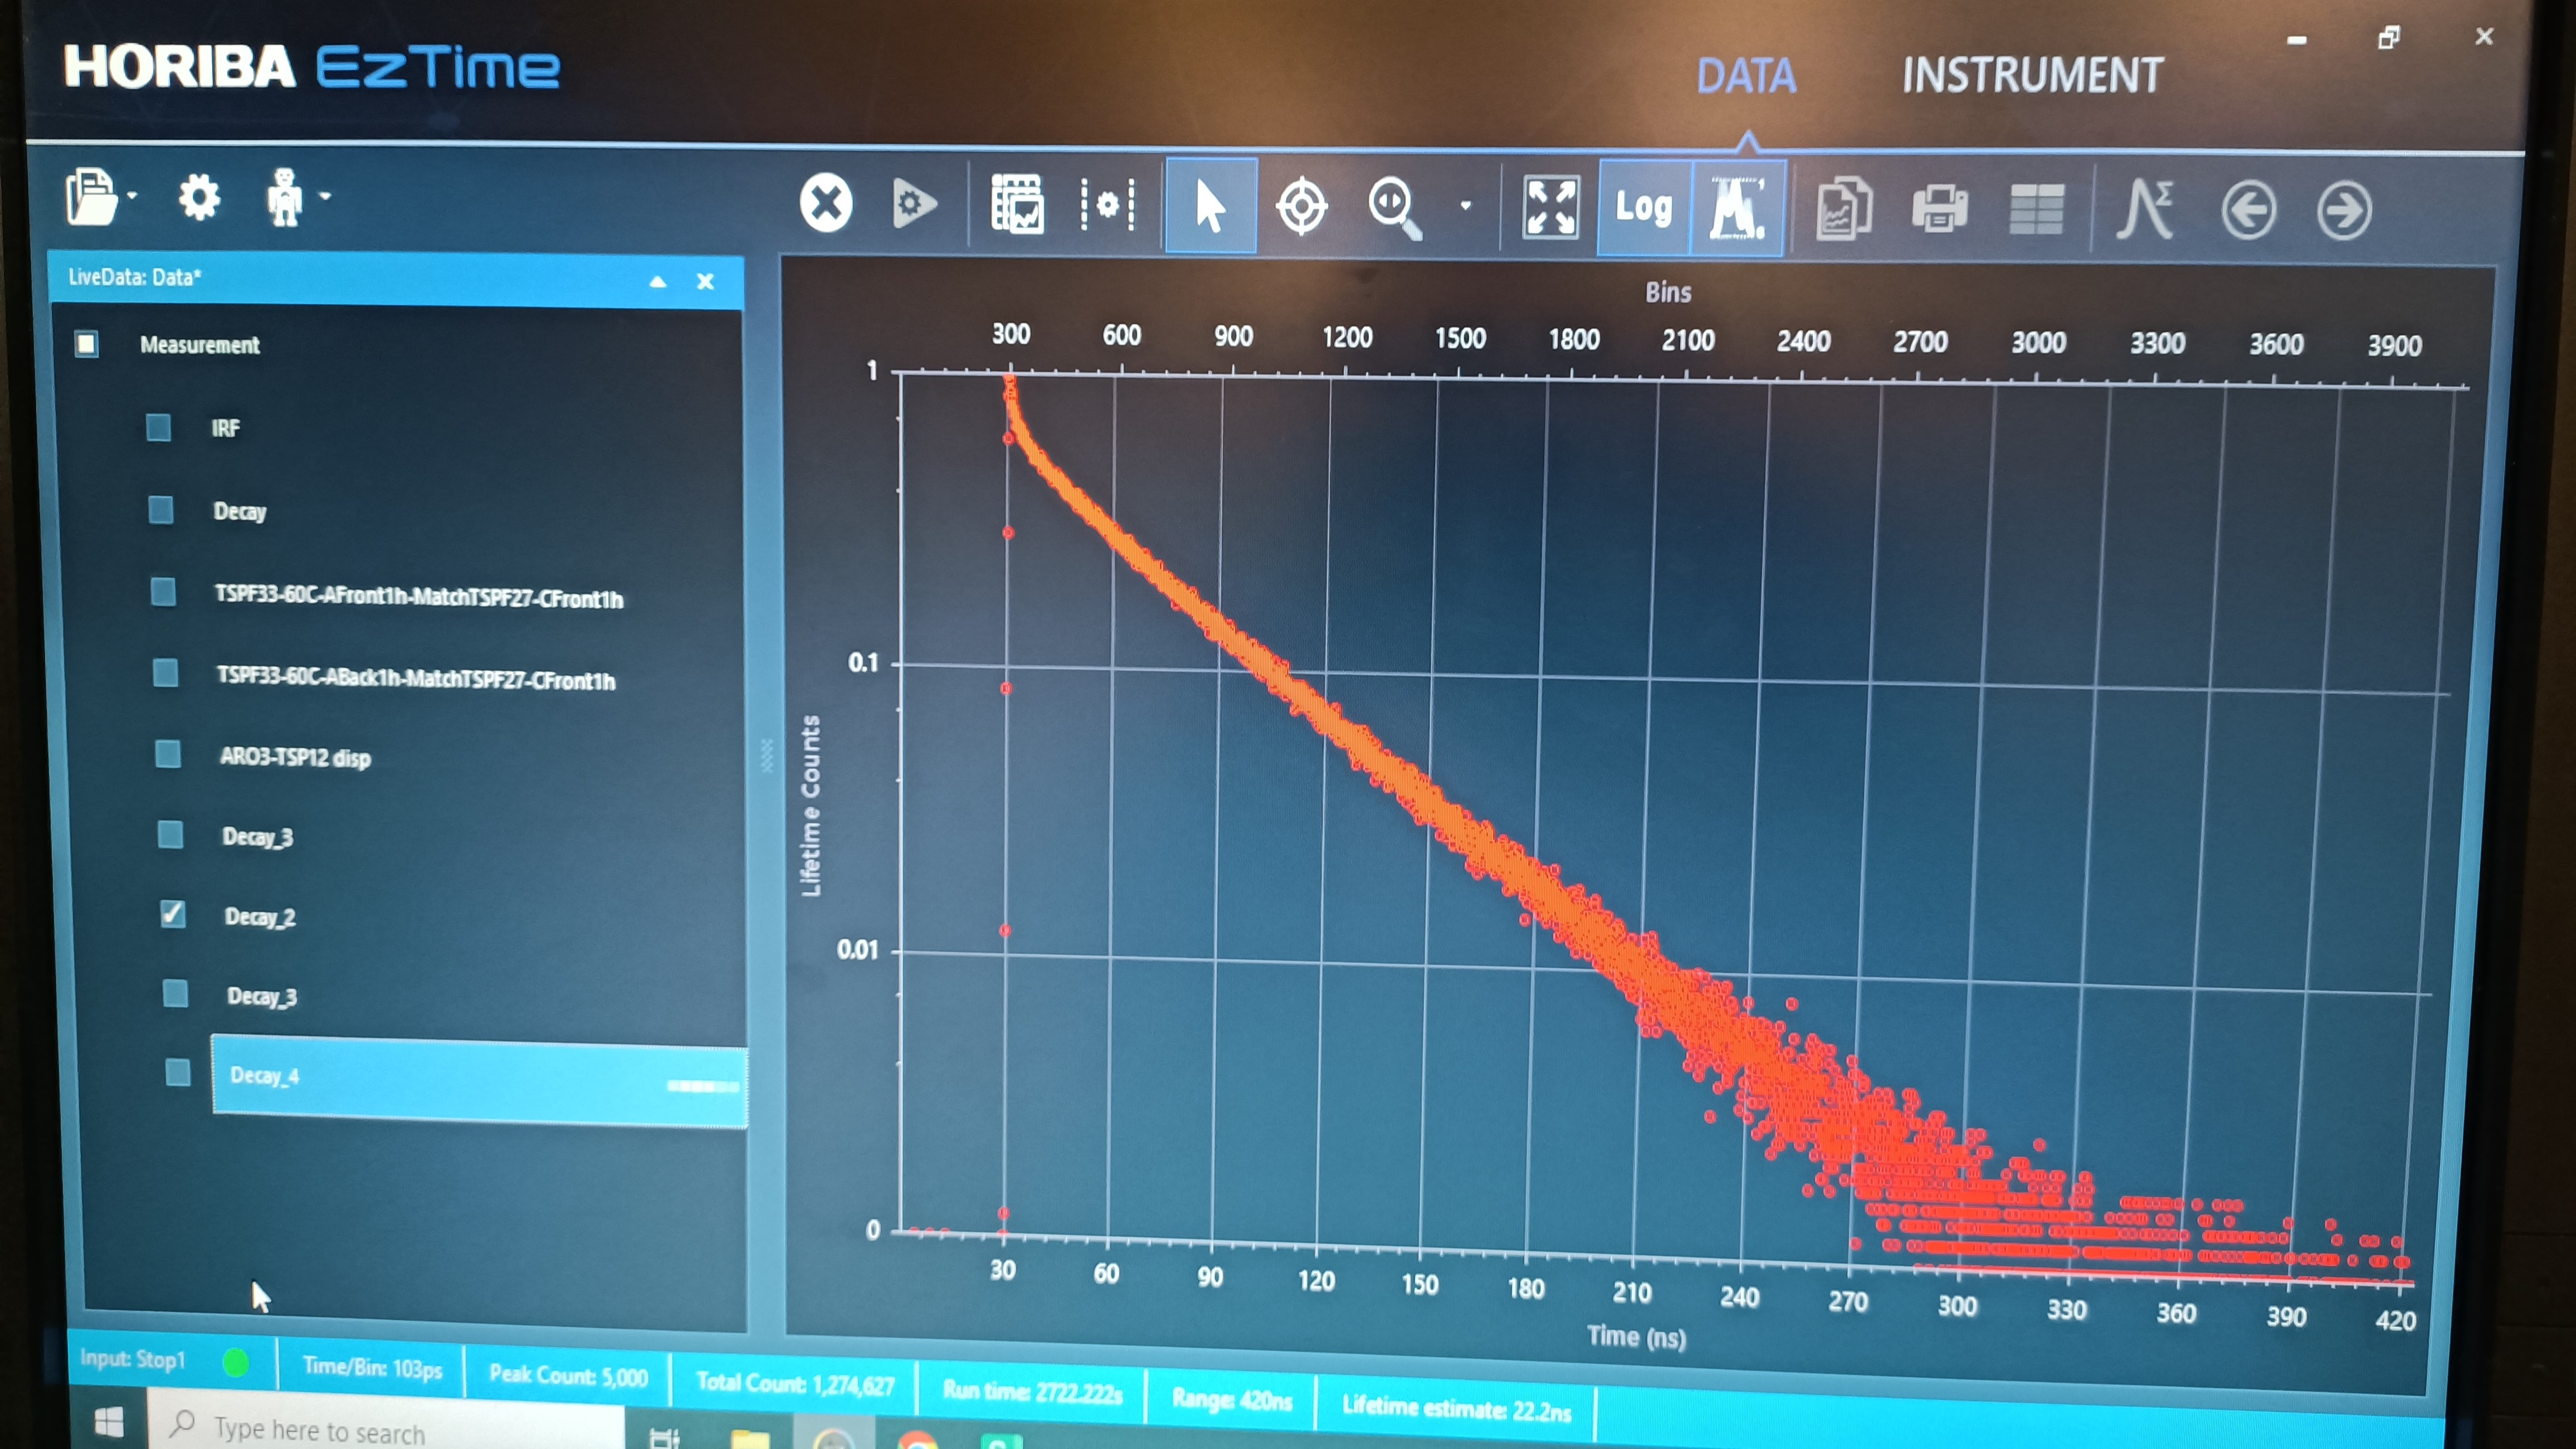 HORIBA EzTime
DATA
INSTRUMENT
Log
LiveData: Data*
Measurement
IRF
Decay
TSPF33-60C-AFront1h-MatchTSPF27-CFront1h
TSPF33-60C-ABack1h-MatchTSPF27-CFront1h
ARO3-TSP12 disp
Decay_3
Decay_2
Decay_3
Decay_4
Bins
300 600 900 1200 1500 1800 2100 2400 2700 3000 3300 3600 3900
1
0.1
0.01
0
Lifetime Counts
30 60 90 120 150 180 210 240 270 300 330 360 390 420
Time (ns)
Input: Stop1
Time/Bin: 103ps
Peak Count: 5,000
Total Count: 1,274,627
Run time: 2722.222s
Range: 420ns
Lifetime estimate: 22.2ns
Type here to search